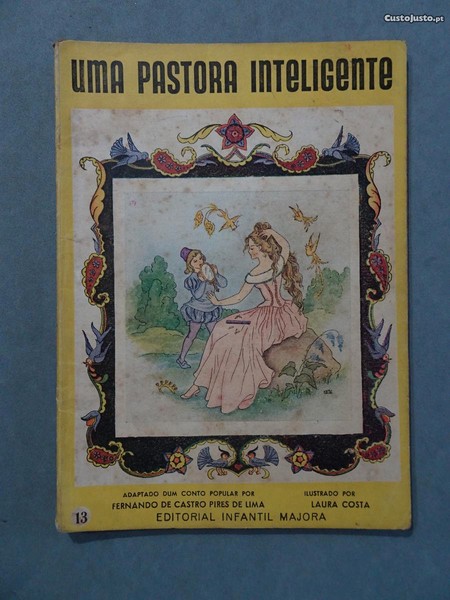 CustoJusto.pt
UMA PASTORA INTELIGENTE
ADAPTADO DUM CONTO POPULAR POR
FERNANDO DE CASTRO PIRES DE LIMA
ILUSTRADO POR
LAURA COSTA
EDITORIAL INFANTIL MAJORA
13